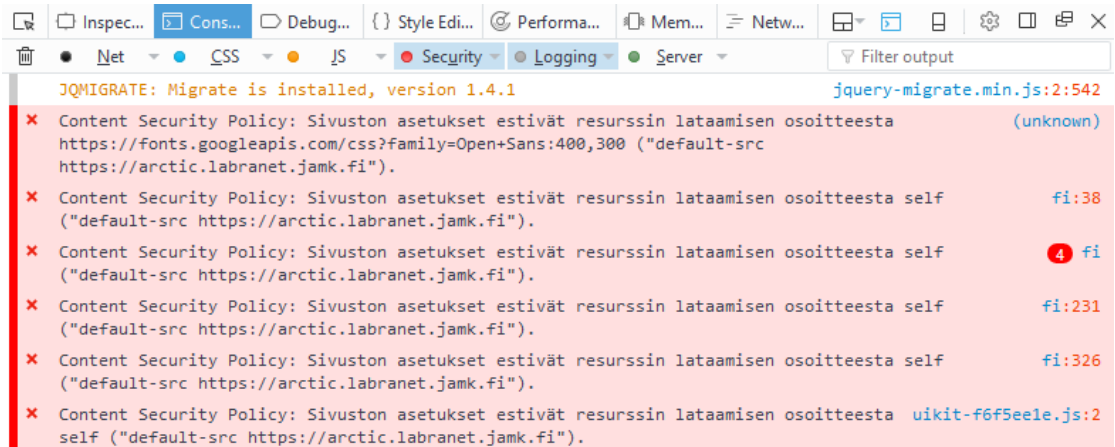 Inspec... Cons... Debug... { } Style Edi... Performa... Mem... Netw...
Net CSS JS Security Logging Server Filter output
JQMIGRATE: Migrate is installed, version 1.4.1 jquery-migrate.min.js:2:542
Content Security Policy: Sivuston asetukset estivät resurssin lataamisen osoitteesta (unknown)
https://fonts.googleapis.com/css?family=Open+Sans:400,300 ("default-src
https://arctic.labranet.jamk.fi").
Content Security Policy: Sivuston asetukset estivät resurssin lataamisen osoitteesta self fi:38
("default-src https://arctic.labranet.jamk.fi").
Content Security Policy: Sivuston asetukset estivät resurssin lataamisen osoitteesta self 4 fi
("default-src https://arctic.labranet.jamk.fi").
Content Security Policy: Sivuston asetukset estivät resurssin lataamisen osoitteesta self fi:231
("default-src https://arctic.labranet.jamk.fi").
Content Security Policy: Sivuston asetukset estivät resurssin lataamisen osoitteesta self fi:326
("default-src https://arctic.labranet.jamk.fi").
Content Security Policy: Sivuston asetukset estivät resurssin lataamisen osoitteesta uikit-f6f5ee1e.js:2
self ("default-src https://arctic.labranet.jamk.fi").